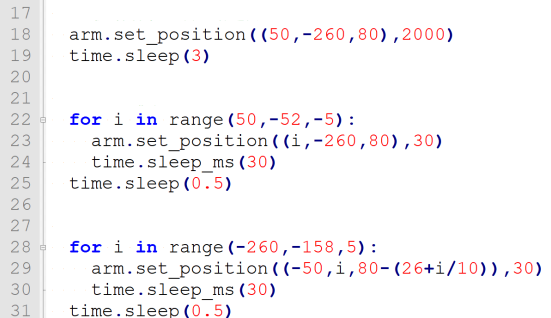 17
18 arm.set_position((50,-260,80),2000)
19 time.sleep(3)
20
21
22 for i in range(50,-52,-5):
23 arm.set_position((i,-260,80),30)
24 time.sleep_ms(30)
25 time.sleep(0.5)
26
27
28 for i in range(-260,-158,5):
29 arm.set_position((-50,i,80-(26+i/10)),30)
30 time.sleep_ms(30)
31 time.sleep(0.5)